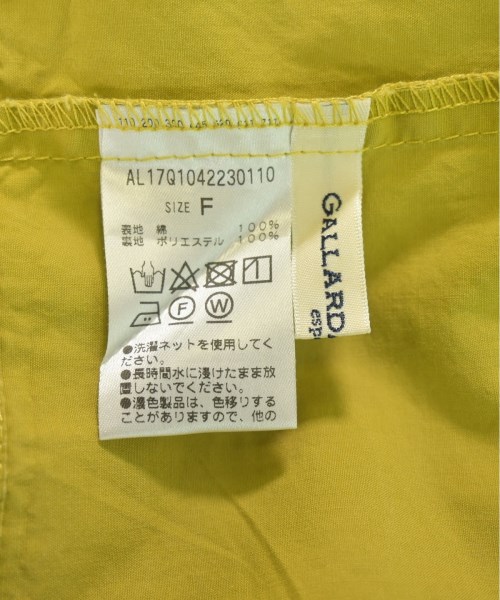 AL17Q1042230110
SIZE F
表地 綿 100%
裏地 ポリエステル 100%
F W
●洗濯ネットを使用してく
ださい。
●長時間水に浸けたまま放
置しないでください。
●濃色製品は、色移りする
ことがありますので、他の
GALLARD
esp